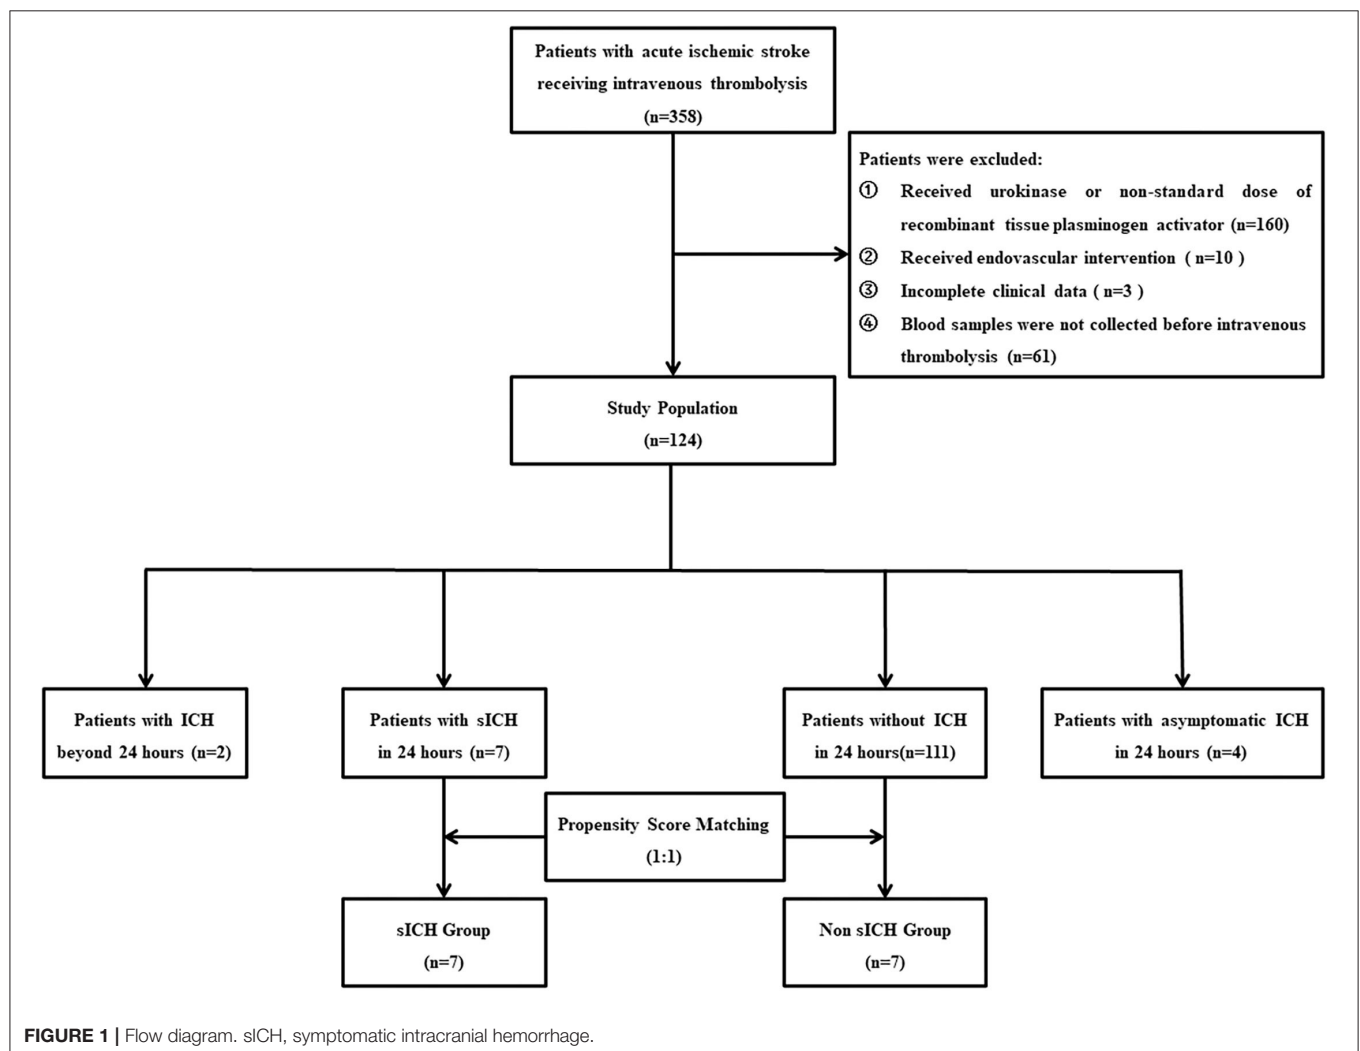 Patients with acute ischemic stroke
receiving intravenous thrombolysis
(n=358)
Patients were excluded:
① Received urokinase or non-standard dose of
recombinant tissue plasminogen activator (n=160)
② Received endovascular intervention ( n=10 )
③ Incomplete clinical data ( n=3 )
④ Blood samples were not collected before intravenous
thrombolysis (n=61)
Study Population
(n=124)
Patients with ICH
beyond 24 hours (n=2)
Patients with sICH
in 24 hours (n=7)
Patients without ICH
in 24 hours(n=111)
Patients with asymptomatic ICH
in 24 hours (n=4)
Propensity Score Matching
(1:1)
sICH Group
(n=7)
Non sICH Group
(n=7)
FIGURE 1 | Flow diagram. sICH, symptomatic intracranial hemorrhage.